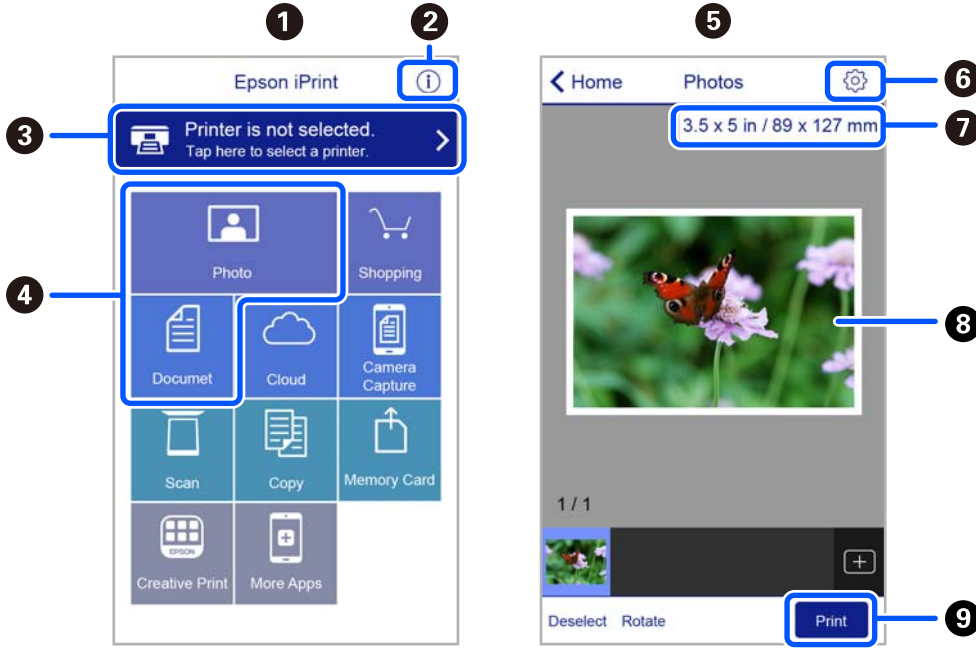 1
2
Epson iPrint
i
3
Printer is not selected.
Tap here to select a printer.
4
Photo
Shopping
Documet
Cloud
Camera
Capture
Scan
Copy
Memory Card
EPSON
Creative Print
More Apps
5
Home
Photos
6
3.5 x 5 in / 89 x 127 mm
7
8
1 / 1
Deselect
Rotate
Print
9